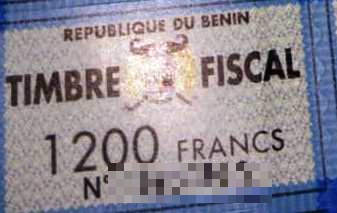 REPUBLIQUE DU BENIN
TIMBRE FISCAL
1200 FRANCS
N°